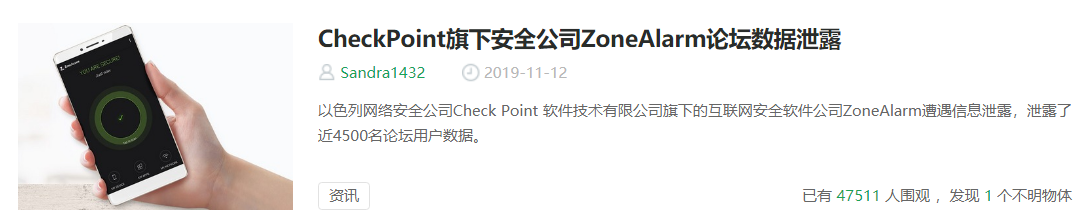 CheckPoint旗下安全公司ZoneAlarm论坛数据泄露
Sandra1432 2019-11-12
以色列网络安全公司Check Point 软件技术有限公司旗下的互联网安全软件公司ZoneAlarm遭遇信息泄露，泄露了
近4500名论坛用户数据。
YOU ARE SECURE!
资讯
已有 47511 人围观 ，发现 1 个不明物体